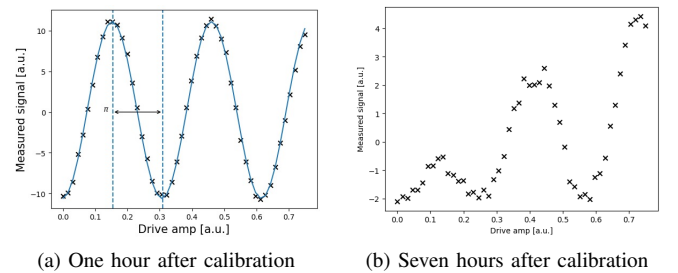 10
5
0
−5
−10
π
0.0 0.1 0.2 0.3 0.4 0.5 0.6 0.7
Drive amp [a.u.]
Measured signal [a.u.]
(a) One hour after calibration
4
3
2
1
0
−1
−2
0.0 0.1 0.2 0.3 0.4 0.5 0.6 0.7
Drive amp [a.u.]
Measured signal [a.u.]
(b) Seven hours after calibration